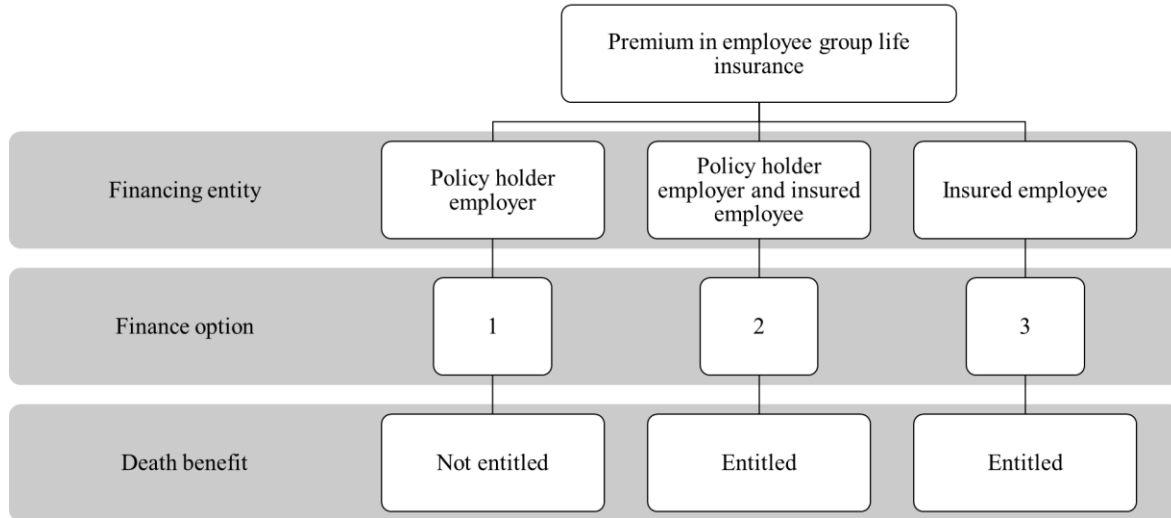 Premium in employee group life
insurance
Financing entity
Policy holder
employer
Policy holder
employer and insured
employee
Insured employee
Finance option
1
2
3
Death benefit
Not entitled
Entitled
Entitled